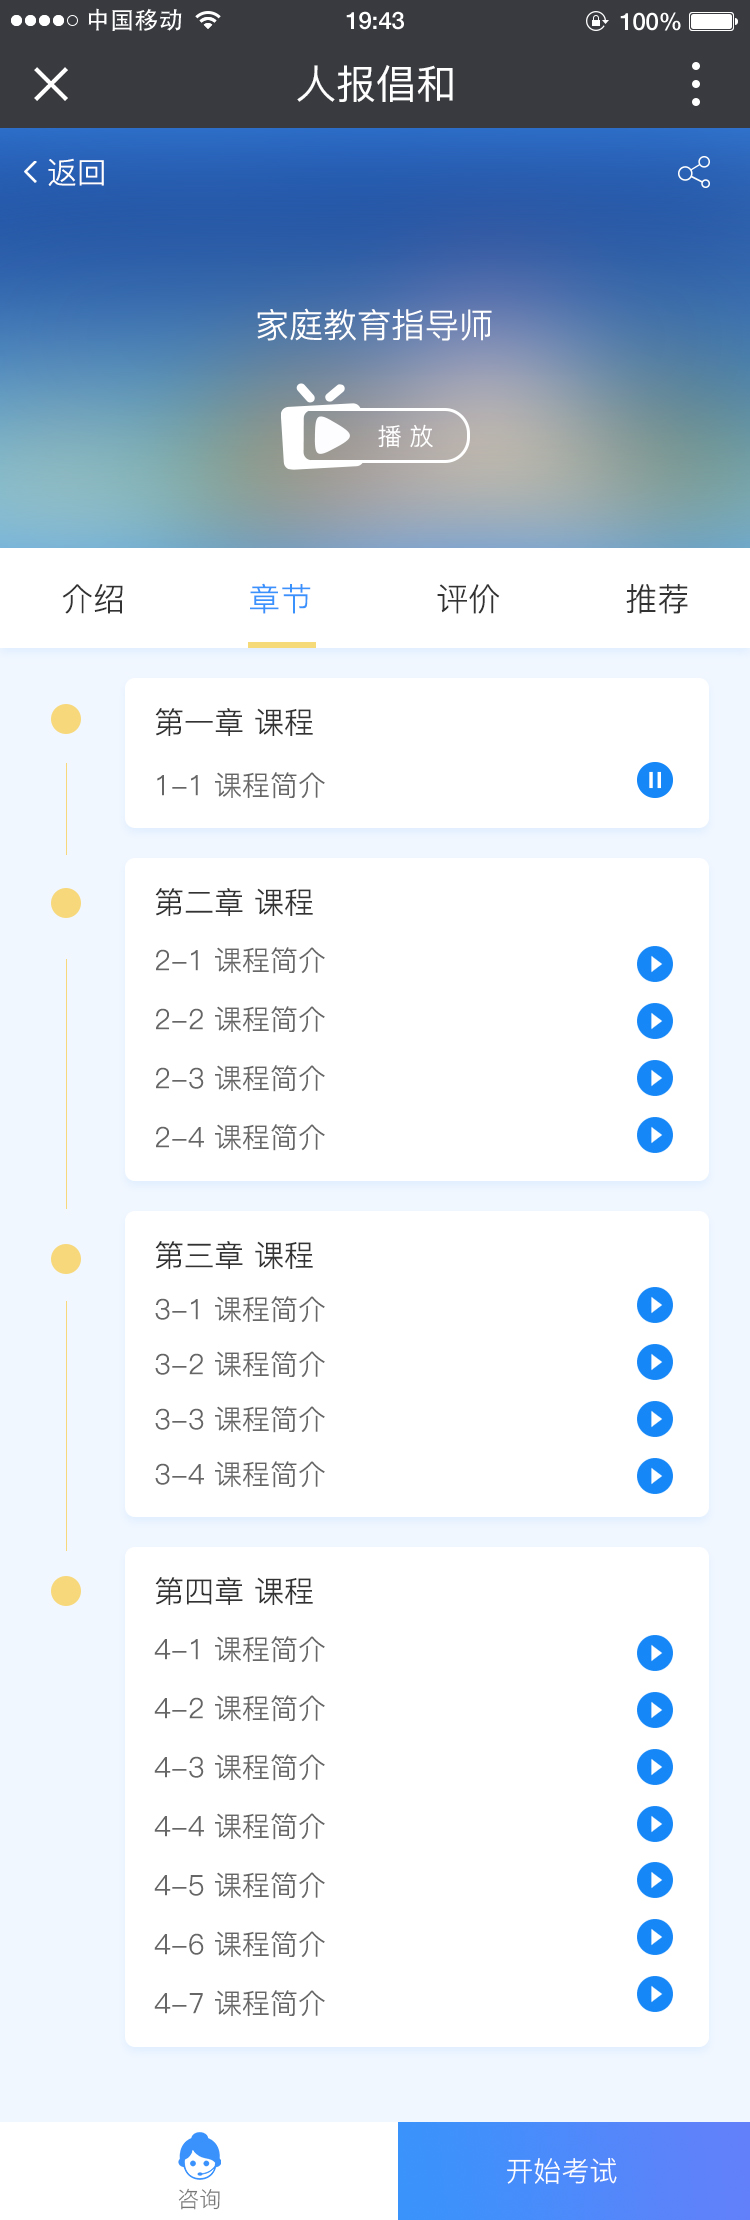 中国移动 19:43 100%
人报倡和
返回
家庭教育指导师
播放
介绍 章节 评价 推荐
第一章 课程
1-1 课程简介
第二章 课程
2-1 课程简介
2-2 课程简介
2-3 课程简介
2-4 课程简介
第三章 课程
3-1 课程简介
3-2 课程简介
3-3 课程简介
3-4 课程简介
第四章 课程
4-1 课程简介
4-2 课程简介
4-3 课程简介
4-4 课程简介
4-5 课程简介
4-6 课程简介
4-7 课程简介
咨询
开始考试